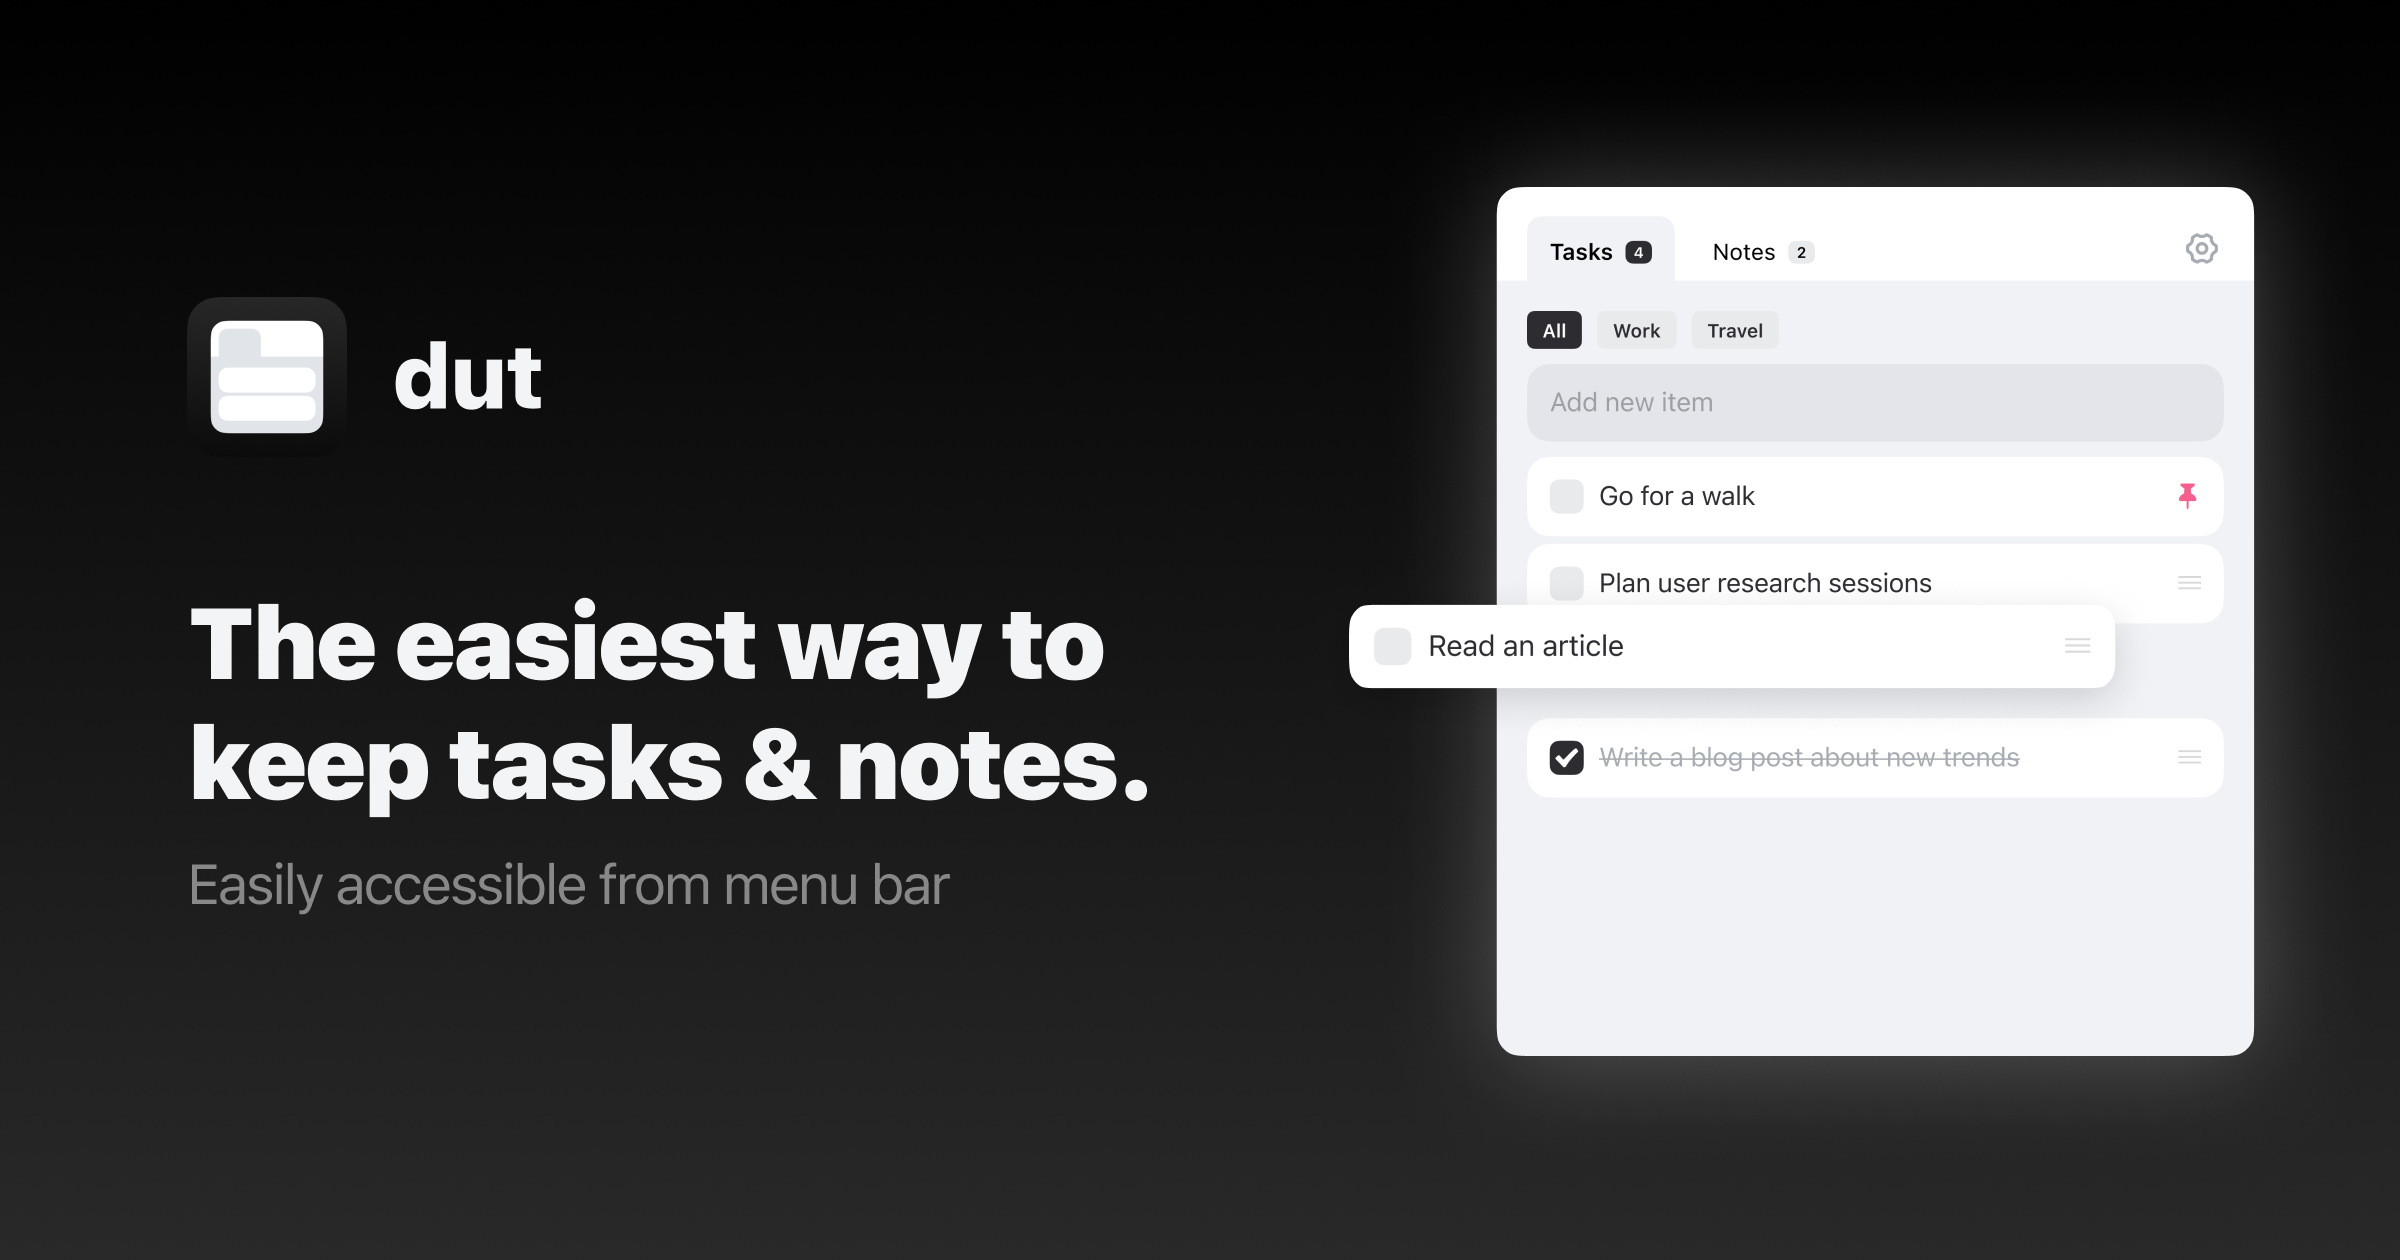 dut
The easiest way to
keep tasks & notes.
Easily accessible from menu bar
Tasks 4 Notes 2
All Work Travel
Add new item
Go for a walk
Plan user research sessions
Read an article
Write a blog post about new trends